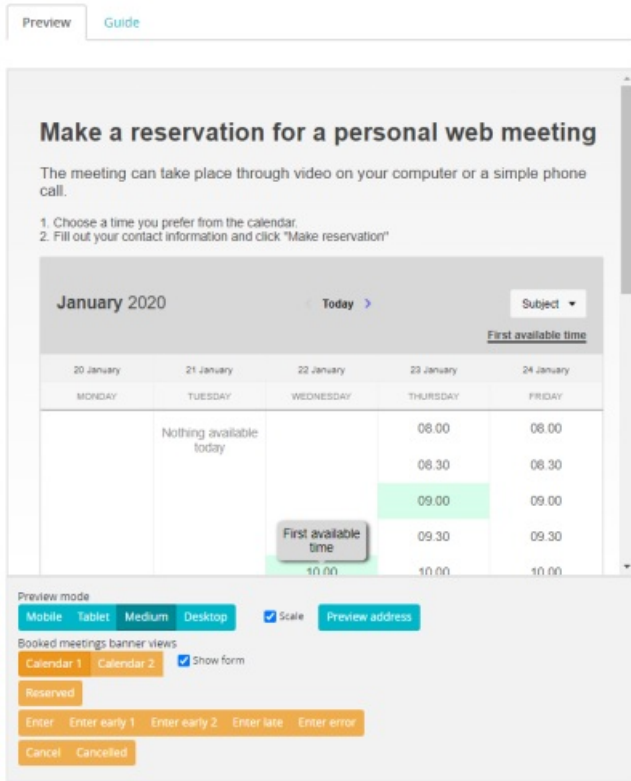 Preview Guide
Make a reservation for a personal web meeting
The meeting can take place through video on your computer or a simple phone
call.
1. Choose a time you prefer from the calendar.
2. Fill out your contact information and click "Make reservation"
January 2020 Today Subject
First available time
20 January 21 January 22 January 23 January 24 January
MONDAY TUESDAY WEDNESDAY THURSDAY FRIDAY
Nothing available 08.00 08.00
today
08.30 08.30
09.00 09.00
First available 09.30 09.30
time
10.00 10.00 10.00
Preview mode
Mobile Tablet Medium Desktop Scale Preview address
Booked meetings banner views
Calendar 1 Calendar 2 Show form
Reserved
Enter Enter early 1 Enter early 2 Enter late Enter error
Cancel Cancelled